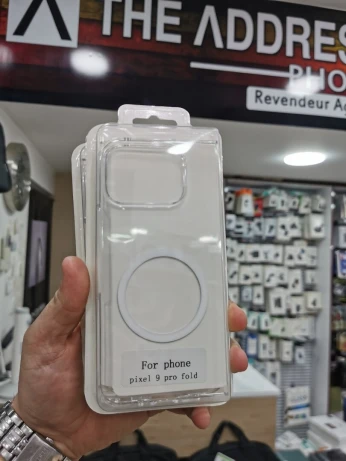 THE ADDRES
PHO
Revendeur A
For phone
pixel 9 pro fold